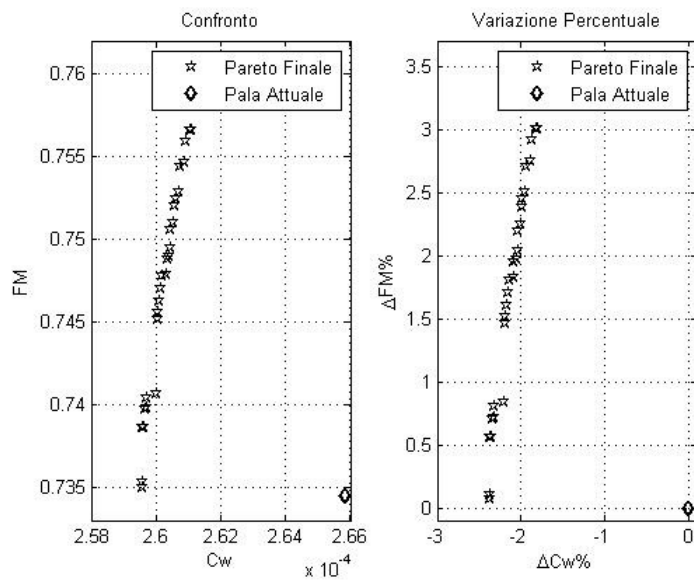 Confronto
0.76
0.755
0.75
0.745
0.74
0.735
FM
2.58
2.6
2.62
2.64
2.66
Cw
x 10⁻⁴
Pareto Finale
Pala Attuale
Variazione Percentuale
3.5
3
2.5
2
1.5
1
0.5
0
ΔFM%
-3
-2
-1
0
ΔCw%
Pareto Finale
Pala Attuale